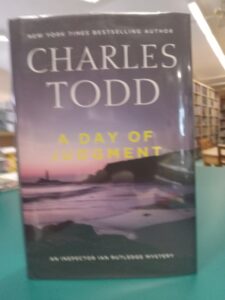 NEW YORK TIMES BESTSELLING AUTHOR
CHARLES
TODD
A DAY OF
JUDGMENT
AN INSPECTOR IAN RUTLEDGE MYSTERY